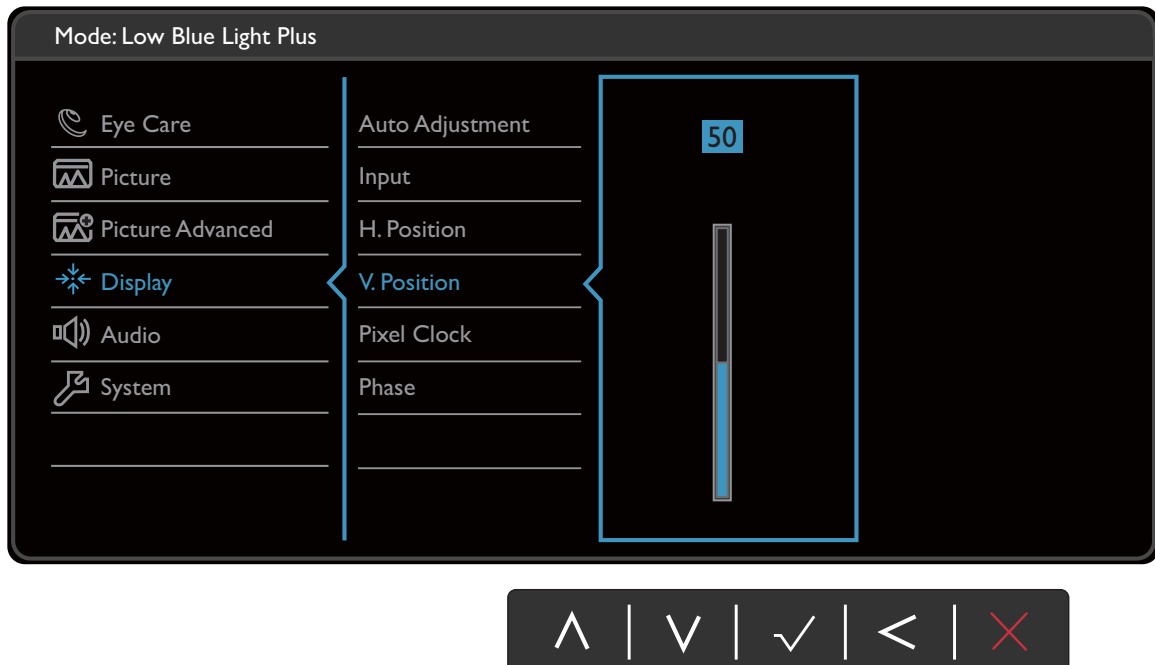 Mode: Low Blue Light Plus
Eye Care
Picture
Picture Advanced
Display
Audio
System
Auto Adjustment
Input
H. Position
V. Position
Pixel Clock
Phase
50